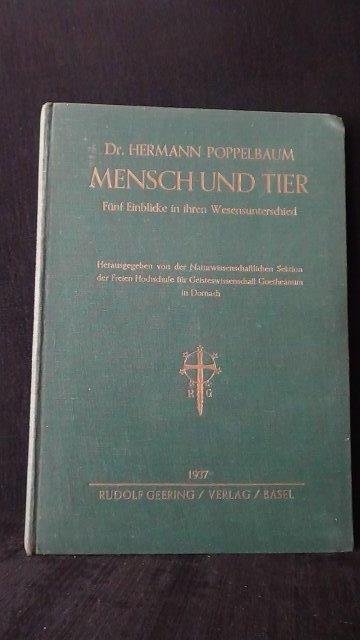 Dr. HERMANN POPPELBAUM
MENSCH UND TIER
Fünf Einblicke in ihren Wesensunterschied
Herausgegeben von der Naturwissenschaftlichen Sektion
der Freien Hochschule für Geisteswissenschaft Goetheanum
in Dornach
R G
1937
RUDOLF GEERING / VERLAG / BASEL